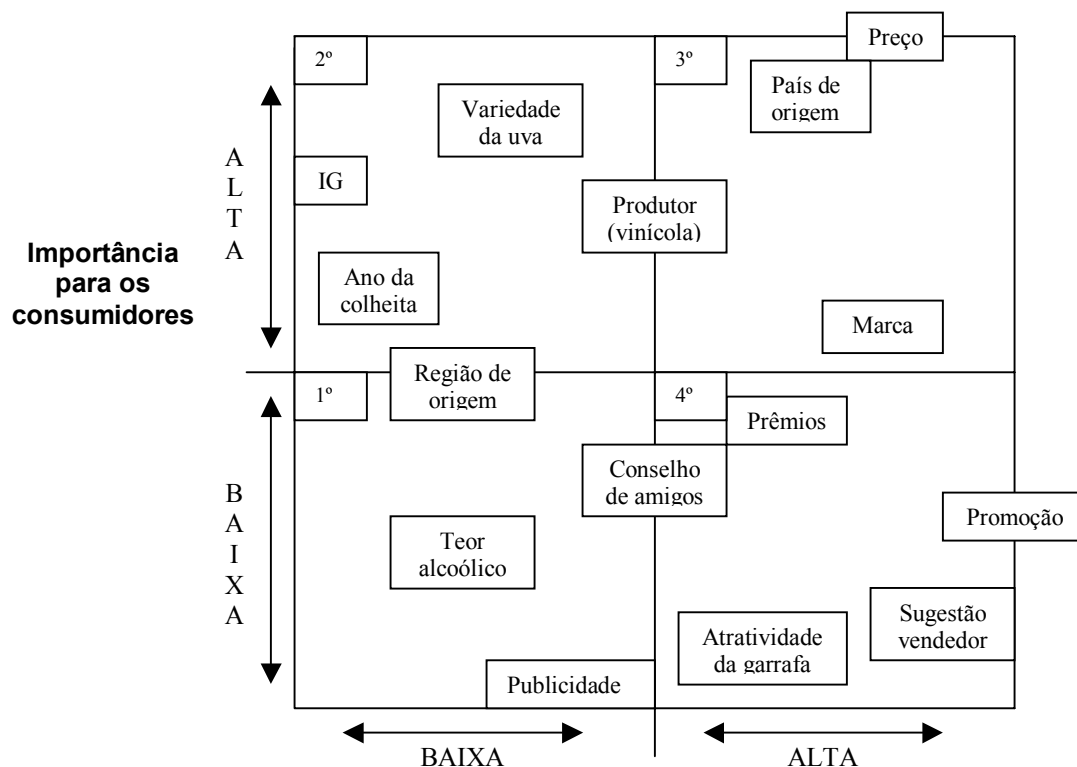 Preço
2º
3º
País de
origem
Variedade
da uva
A
L
T
A
IG
Produtor
(vinícola)
Importância
para os
consumidores
Ano da
colheita
Marca
Região de
origem
1º
4º
Prêmios
Conselho
de amigos
B
A
I
X
A
Promoção
Teor
alcoólico
Sugestão
vendedor
Atratividade
da garrafa
Publicidade
BAIXA
ALTA